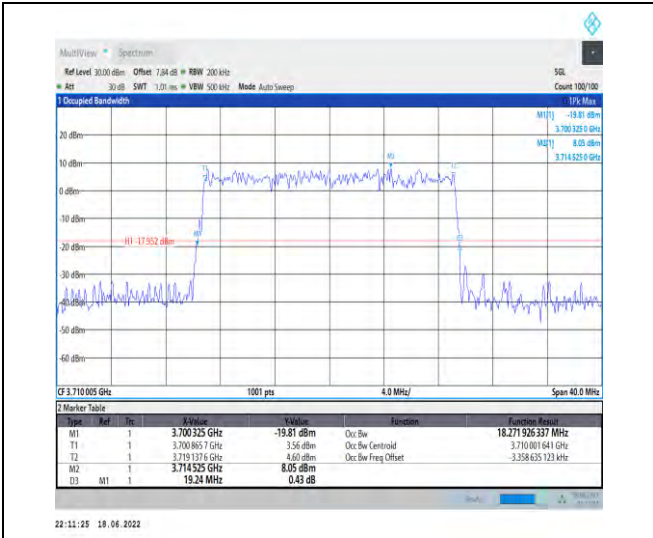 MultiView Spectrum
Ref Level 30.00 dBm Offset 7.84 dB RBW 200 kHz SGL
Att 30 dB SWT 1.01 ms VBW 500 kHz Mode Auto Sweep Count 100/100
1 Occupied Bandwidth 1Pk Max
M1[1] -19.81 dBm
3.700 325 0 GHz
M2[1] 8.05 dBm
3.714 525 0 GHz
20 dBm
M2
10 dBm
0 dBm
-10 dBm
H1 -17.952 dBm
-20 dBm
-30 dBm
-40 dBm
-50 dBm
-60 dBm
CF 3.710 005 GHz 1001 pts 4.0 MHz/ Span 40.0 MHz
2 Marker Table
Type Ref Trc X-Value Y-Value Function Function Result
M1 1 3.700 325 GHz -19.81 dBm Occ Bw 18.271 926 337 MHz
T1 1 3.700 865 7 GHz 3.56 dBm Occ Bw Centroid 3.710 001 641 GHz
T2 1 3.719 137 6 GHz 4.60 dBm Occ Bw Freq Offset -3.358 635 123 kHz
M2 1 3.714 525 GHz 8.05 dBm
D3 M1 1 19.24 MHz 0.43 dB
22:11:25 18.06.2022